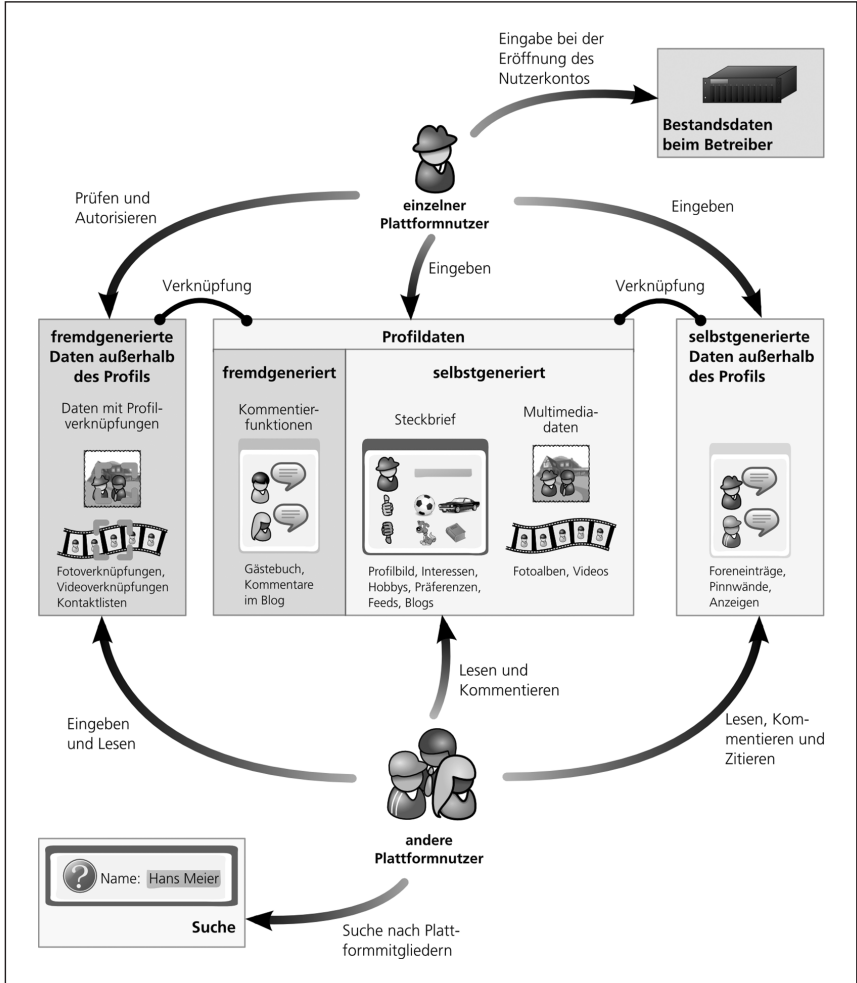 Eingabe bei der
Eröffnung des
Nutzerkontos
Bestandsdaten
beim Betreiber
einzelner
Plattformnutzer
Prüfen und
Autorisieren
Eingeben
Eingeben
Verknüpfung
Verknüpfung
fremdgenerierte
Daten außerhalb
des Profils
Daten mit Profil-
verknüpfungen
Fotoverknüpfungen,
Videoverknüpfungen
Kontaktlisten
Profildaten
fremdgeneriert
Kommentier-
funktionen
Gästebuch,
Kommentare
im Blog
selbstgeneriert
Steckbrief
Profilbild, Interessen,
Hobbys, Präferenzen,
Feeds, Blogs
Multimedia-
daten
Fotoalben, Videos
selbstgenerierte
Daten außerhalb
des Profils
Foreneinträge,
Pinnwände,
Anzeigen
Eingeben
und Lesen
Lesen und
Kommentieren
Lesen, Kom-
mentieren und
Zitieren
andere
Plattformnutzer
? Name: Hans Meier
Suche
Suche nach Platt-
formmitgliedern